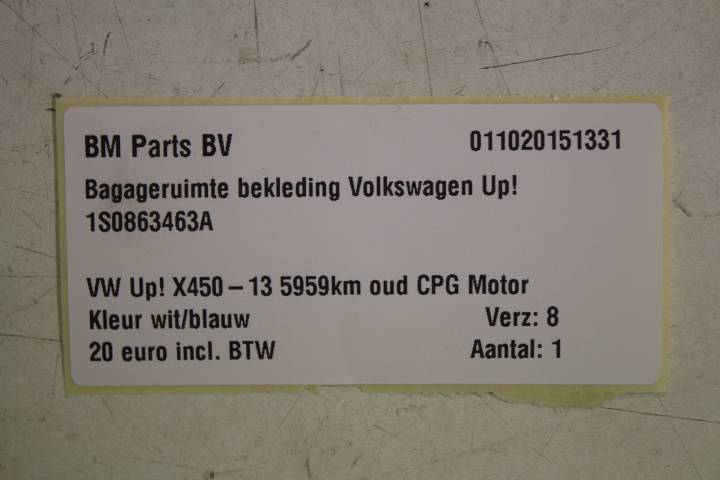 BM Parts BV 011020151331
Bagageruimte bekleding Volkswagen Up!
1S0863463A
VW Up! X450 – 13 5959km oud CPG Motor
Kleur wit/blauw Verz: 8
20 euro incl. BTW Aantal: 1